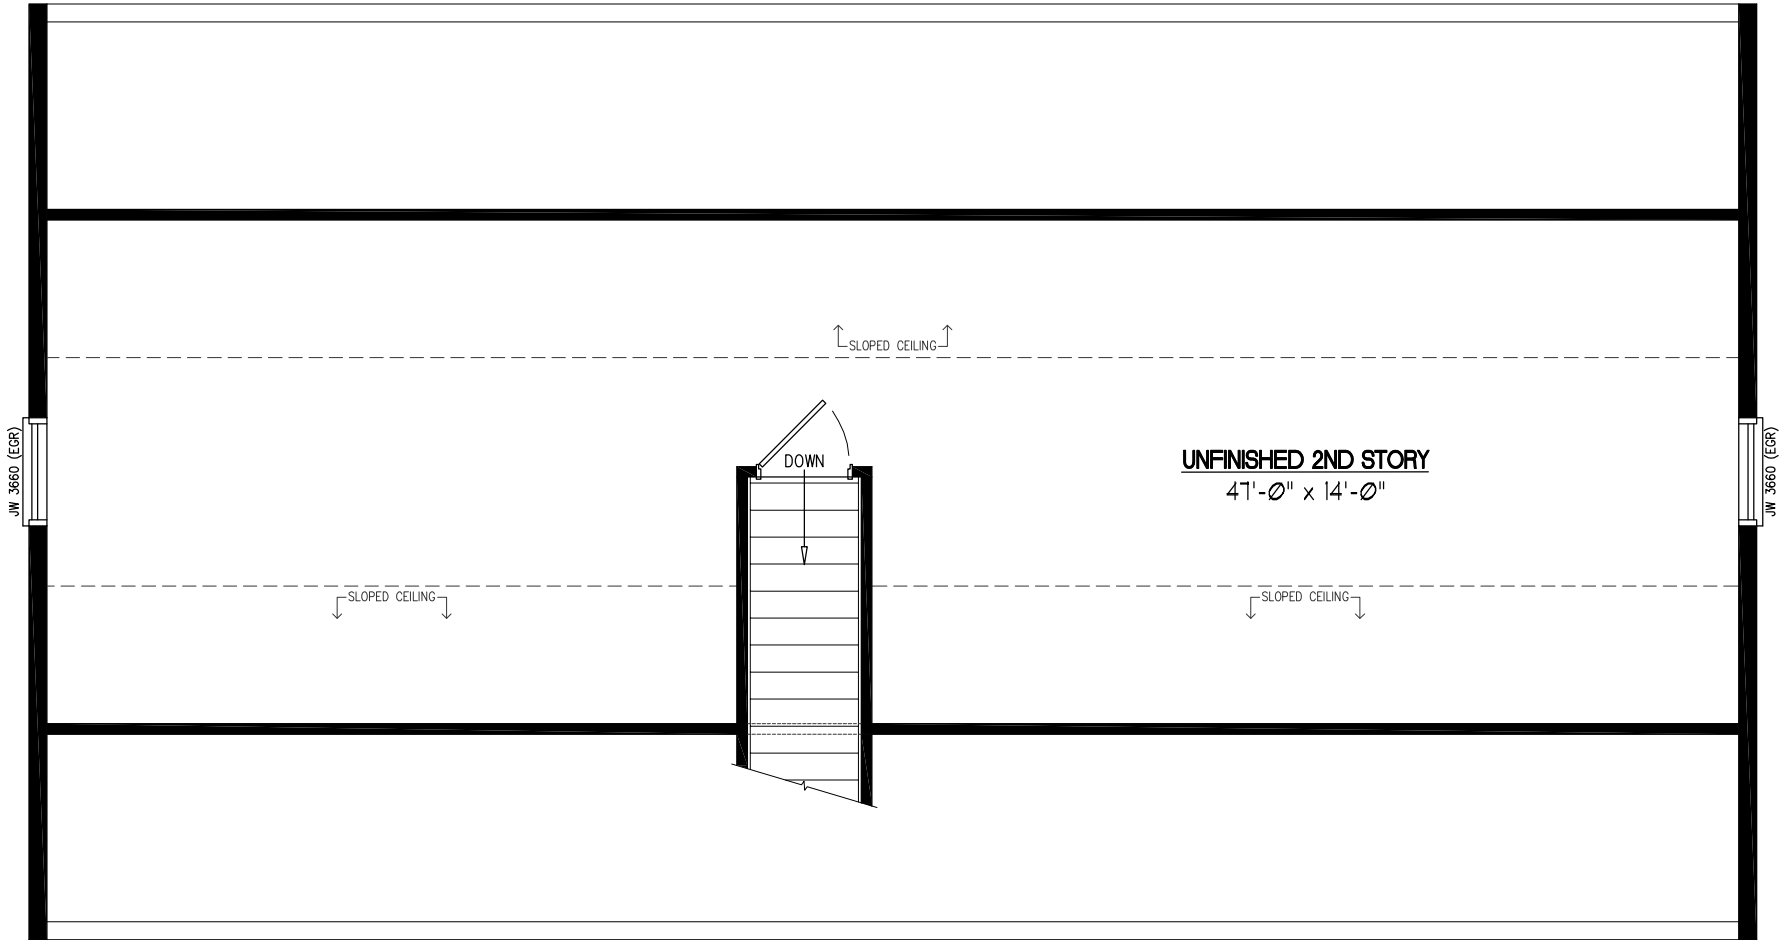 SLOPED CEILING
DOWN
UNFINISHED 2ND STORY
47'-0" x 14'-0"
JW 3660 (EGR)
JW 3660 (EGR)
SLOPED CEILING
SLOPED CEILING